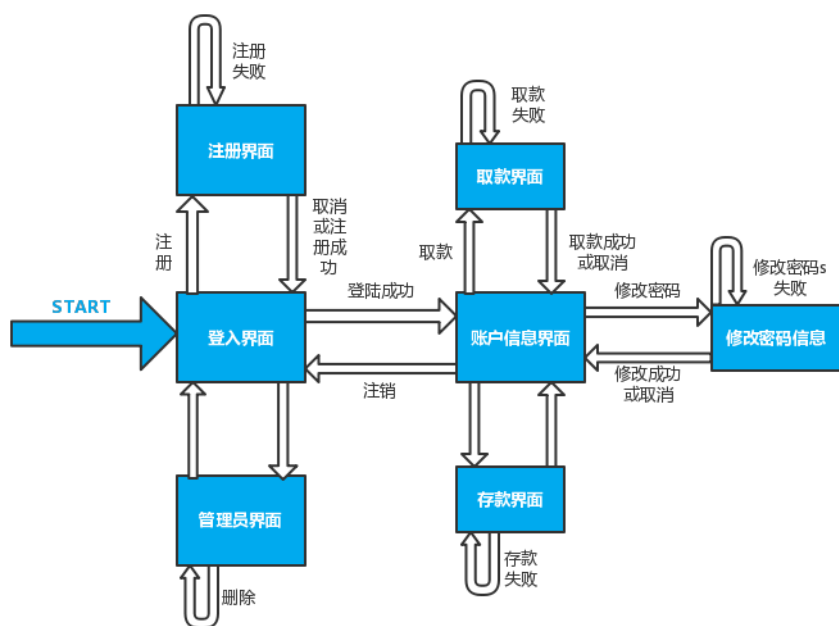 注册
失败
注册界面
取款
失败
取款界面
注
册
取消
或注
册成
功
取款
取款成功
或取消
修改密码s
失败
START
登陆成功
修改密码
登入界面
账户信息界面
修改密码信息
注销
修改成功
或取消
管理员界面
存款界面
存款
失败
删除